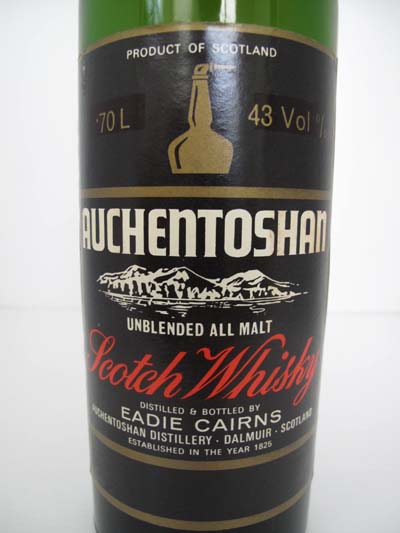 PRODUCT OF SCOTLAND
·70 L
43 Vol %
AUCHENTOSHAN
UNBLENDED ALL MALT
Scotch Whisky
DISTILLED & BOTTLED BY
EADIE CAIRNS
AUCHENTOSHAN DISTILLERY · DALMUIR · SCOTLAND
ESTABLISHED IN THE YEAR 1825